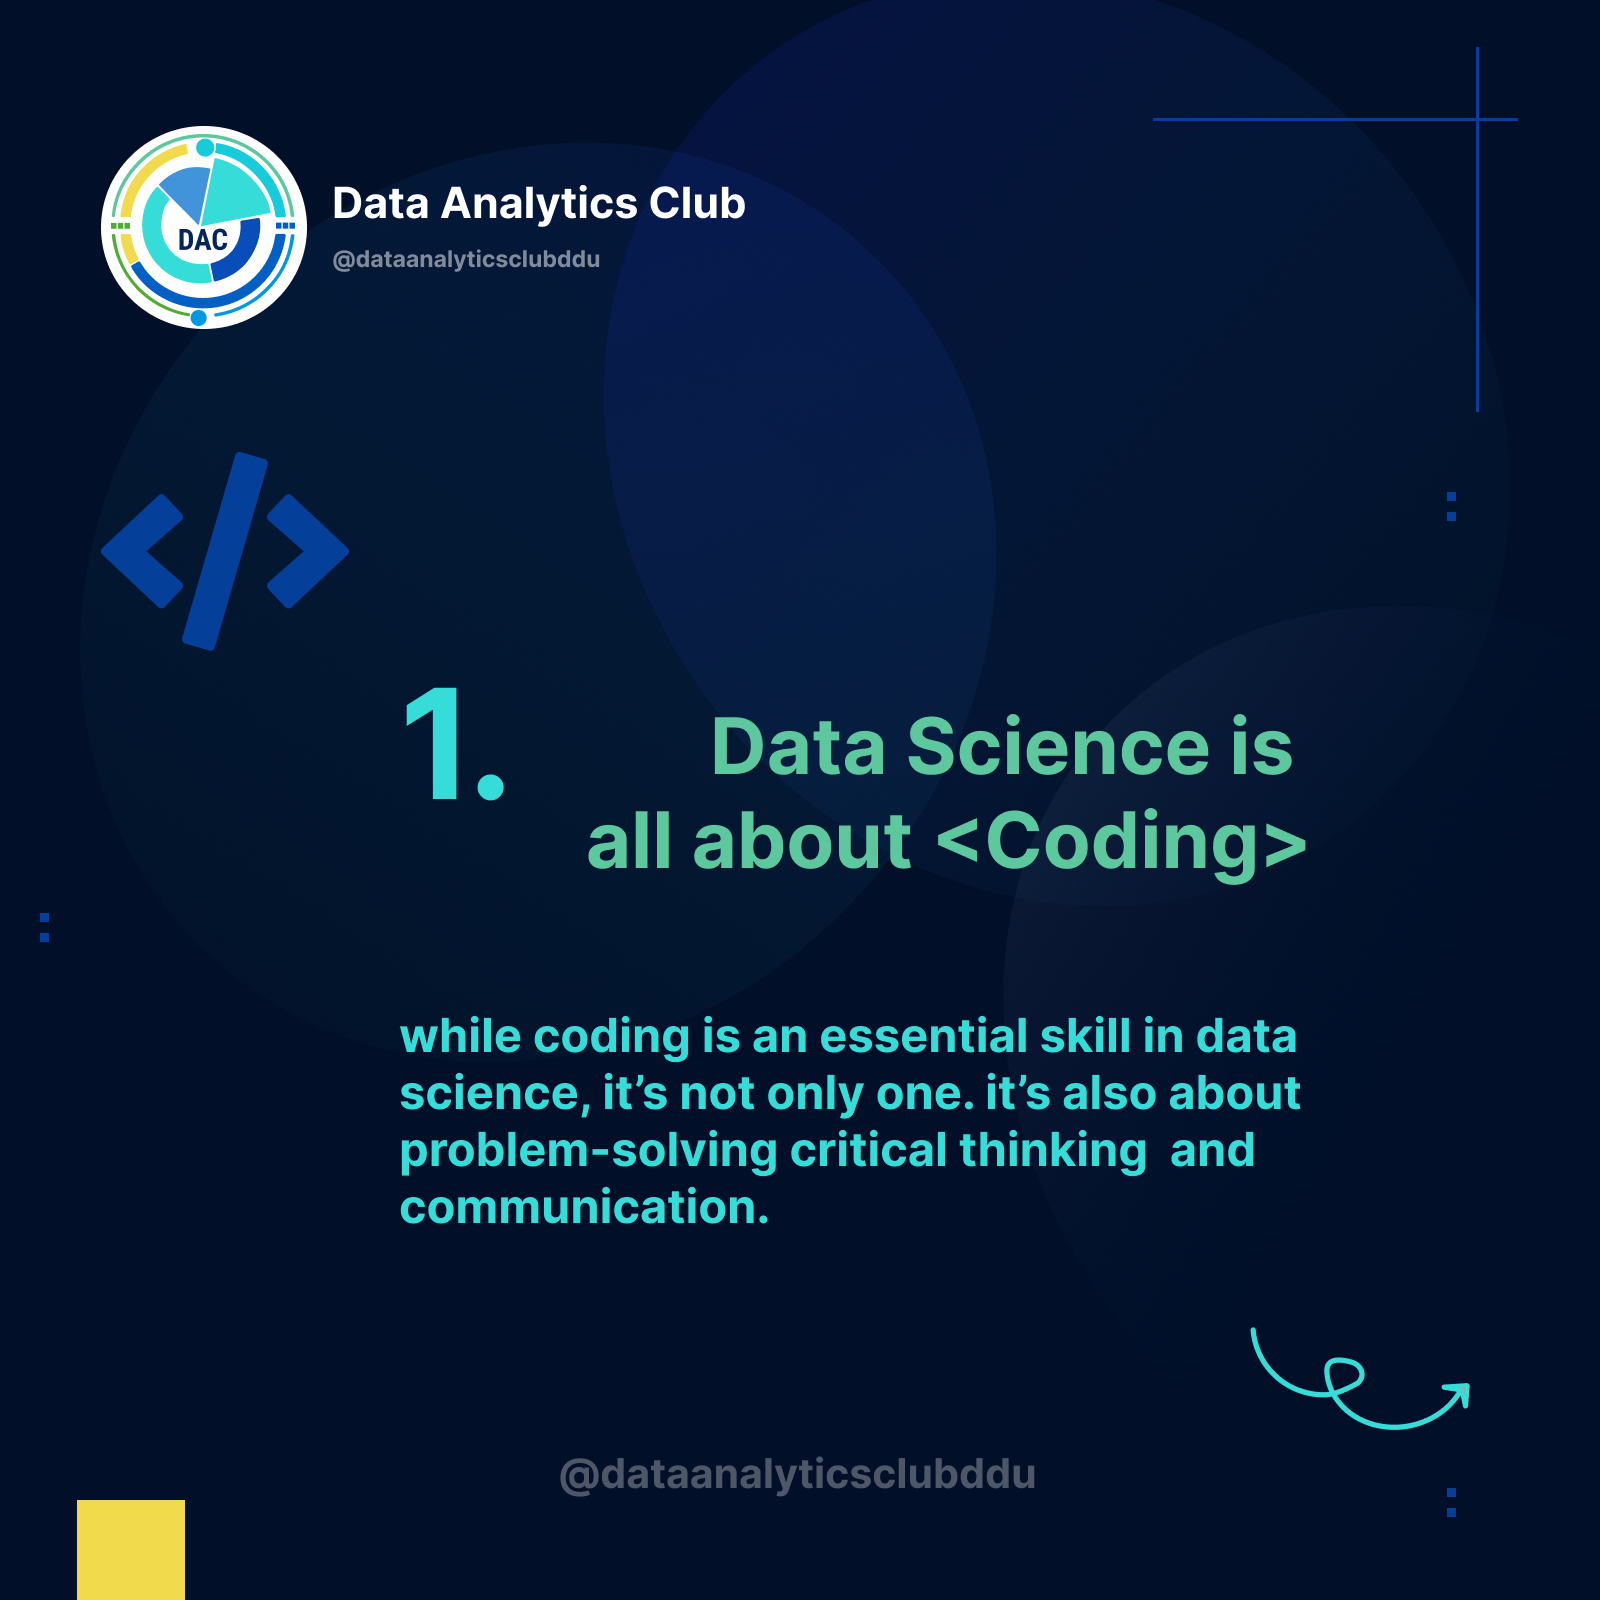 DAC
Data Analytics Club
@dataanalyticsclubddu
1.
Data Science is
all about <Coding>
while coding is an essential skill in data
science, it’s not only one. it’s also about
problem-solving critical thinking  and
communication.
@dataanalyticsclubddu